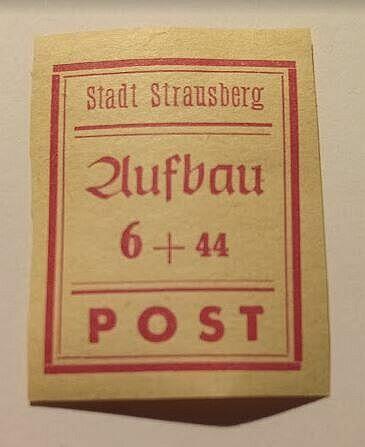 Stadt Strausberg
Aufbau
6 + 44
POST